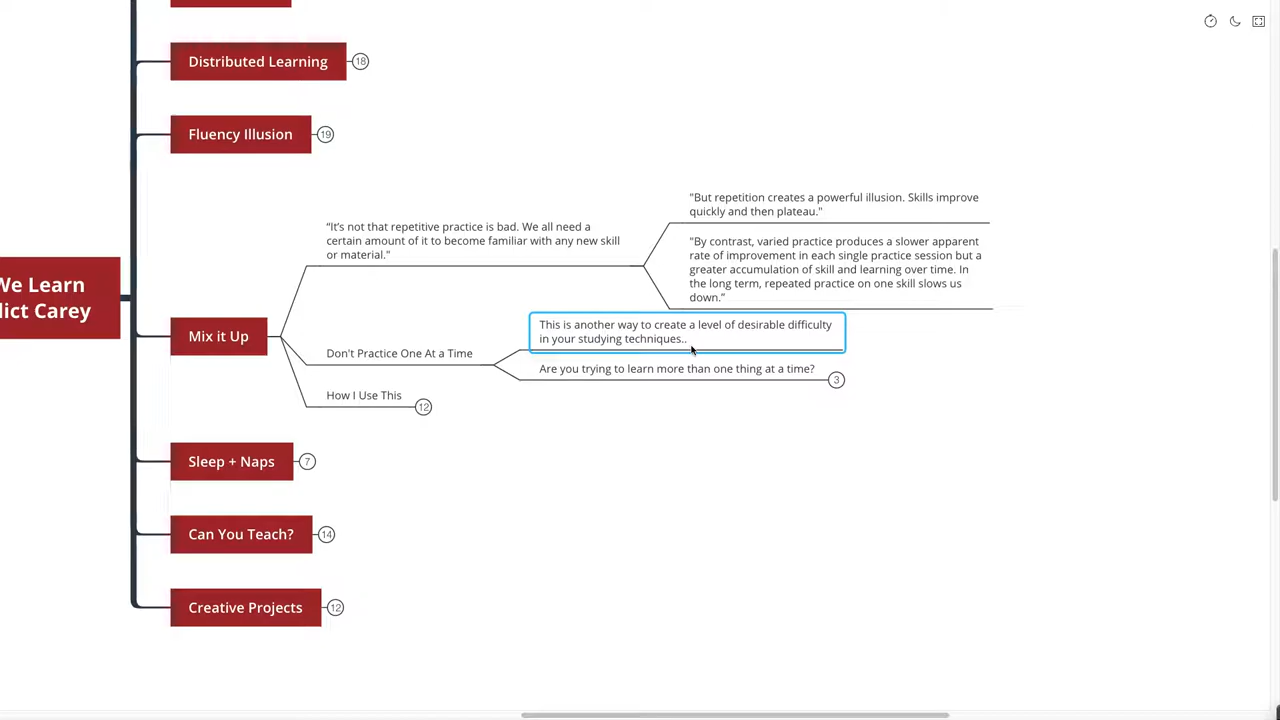 Distributed Learning
18
Fluency Illusion
19
We Learn
dict Carey
Mix it Up
“It’s not that repetitive practice is bad. We all need a
certain amount of it to become familiar with any new skill
or material."
"But repetition creates a powerful illusion. Skills improve
quickly and then plateau."
"By contrast, varied practice produces a slower apparent
rate of improvement in each single practice session but a
greater accumulation of skill and learning over time. In
the long term, repeated practice on one skill slows us
down.”
Don't Practice One At a Time
This is another way to create a level of desirable difficulty
in your studying techniques..
Are you trying to learn more than one thing at a time?
3
How I Use This
12
Sleep + Naps
7
Can You Teach?
14
Creative Projects
12